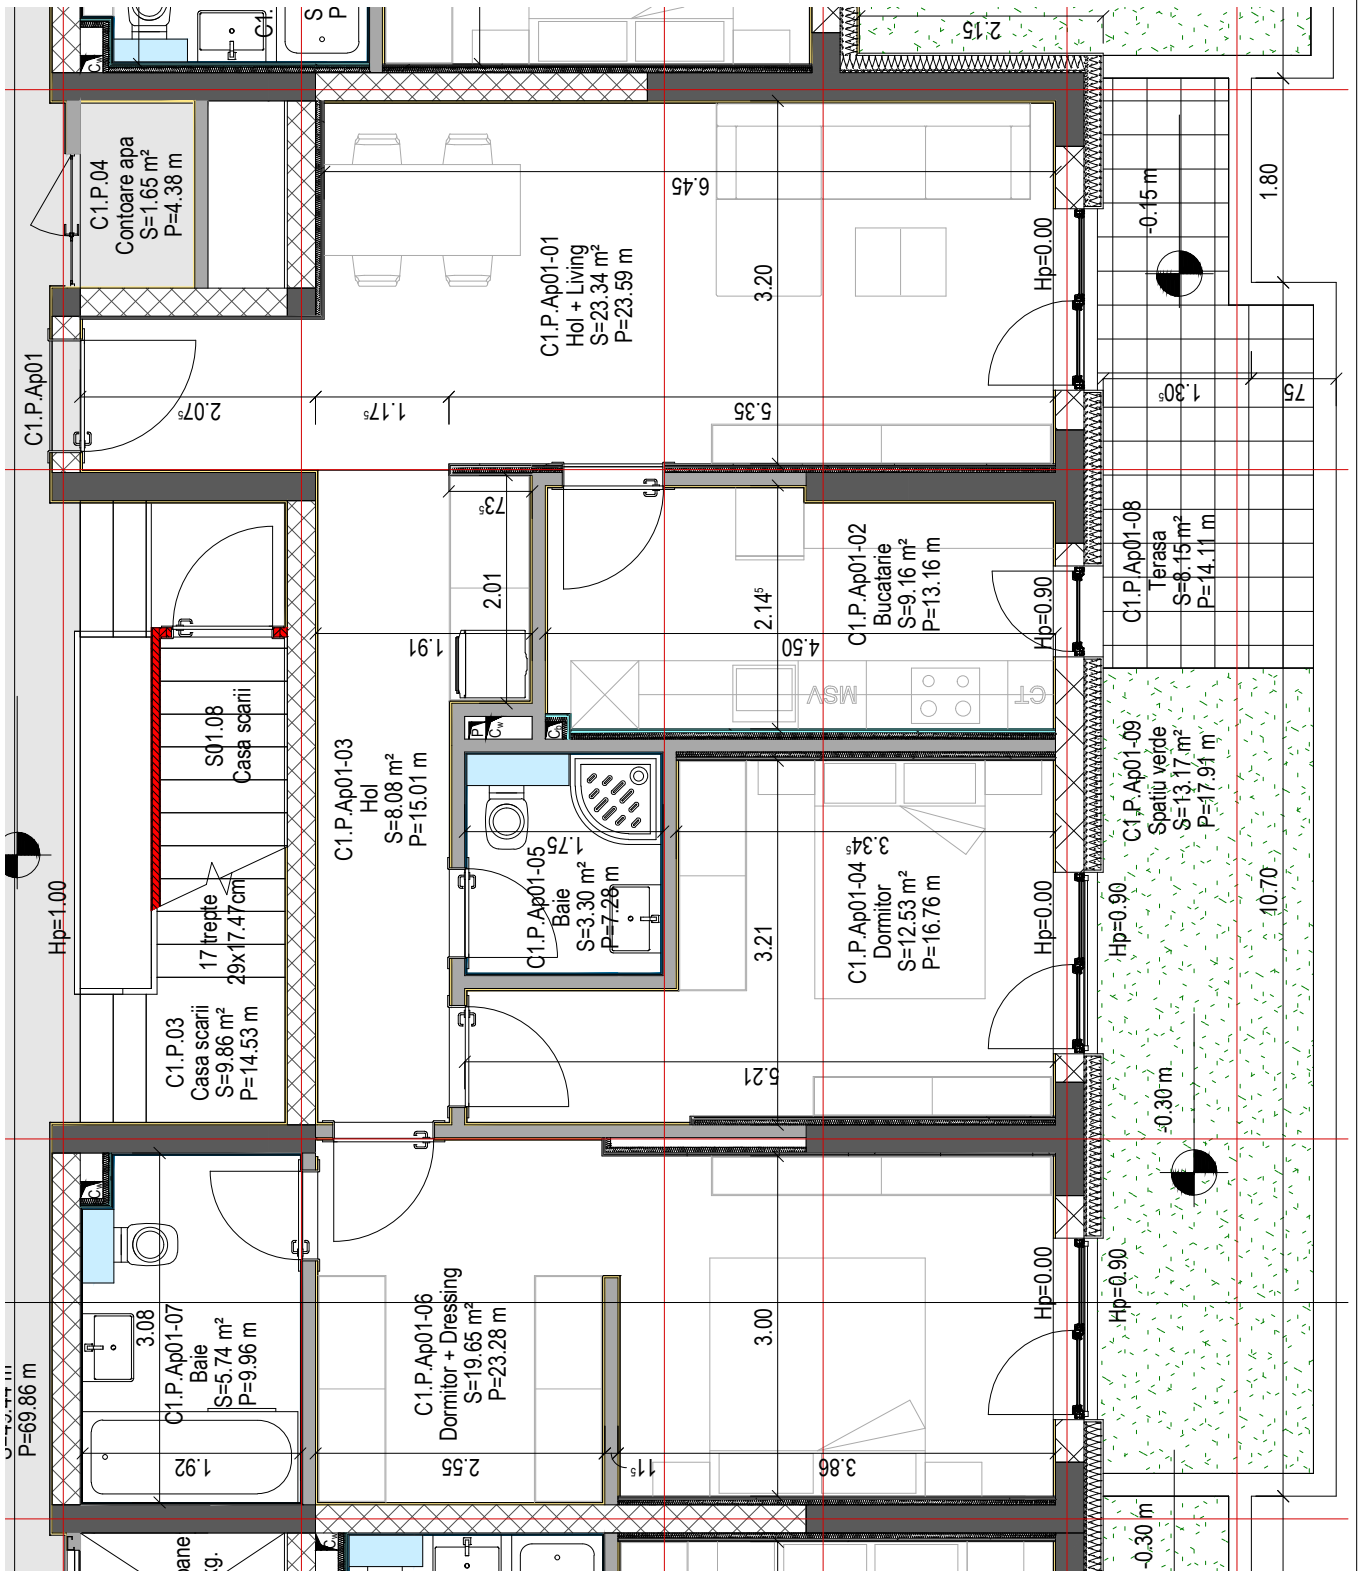 2.15
C1.P.04
Contoare apa
S=1.65 m²
P=4.38 m
6.45
C1.P.Ap01-01
Hol + Living
S=23.34 m²
P=23.59 m
3.20
Hp=0.00
-0.15 m
1.80
C1.P.Ap01
2.07⁵
1.17⁵
5.35
1.30⁵
75
73⁵
2.01
1.91
C1.P.Ap01-02
Bucatarie
S=9.16 m²
P=13.16 m
2.14⁵
4.50
Hp=0.90
MSV
CT
C1.P.Ap01-08
Terasa
S=8.15 m²
P=14.11 m
S01.08
Casa scarii
17 trepte
29x17.47cm
Hp=1.00
C1.P.03
Casa scarii
S=9.86 m²
P=14.53 m
C1.P.Ap01-03
Hol
S=8.08 m²
P=15.01 m
1.75
C1.P.Ap01-05
Baie
S=3.30 m²
P=7.28 m
3.34⁵
3.21
C1.P.Ap01-04
Dormitor
S=12.53 m²
P=16.76 m
5.21
Hp=0.00
Hp=0.90
C1.P.Ap01-09
Spatiu verde
S=13.17 m²
P=17.91 m
10.70
-0.30 m
3.08
C1.P.Ap01-07
Baie
S=5.74 m²
P=9.96 m
1.92
C1.P.Ap01-06
Dormitor + Dressing
S=19.65 m²
P=23.28 m
2.55
11⁵
3.00
3.86
Hp=0.00
Hp=0.90
P=69.86 m
-0.30 m